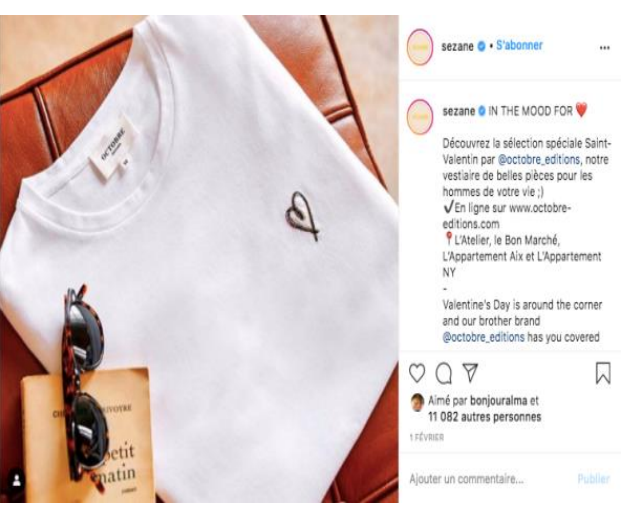 OCTOBRE
petit
matin
roman
sezane • S'abonner
...
sezane IN THE MOOD FOR ❤️
Découvrez la sélection spéciale Saint-
Valentin par @octobre_editions, notre
vestiaire de belles pièces pour les
hommes de votre vie ;)
✓En ligne sur www.octobre-
editions.com
📍L'Atelier, le Bon Marché,
L'Appartement Aix et L'Appartement
NY
-
Valentine's Day is around the corner
and our brother brand
@octobre_editions has you covered
Aimé par bonjouralma et
11 082 autres personnes
1 FÉVRIER
Ajouter un commentaire...
Publier